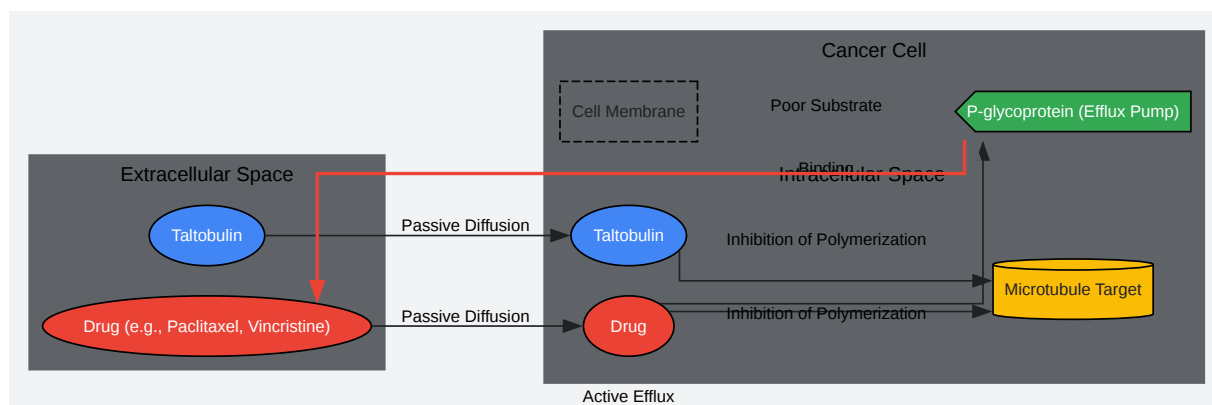 Cancer Cell
Cell Membrane
Poor Substrate
P-glycoprotein (Efflux Pump)
Extracellular Space
Binding
Intracellular Space
Taltobulin
Passive Diffusion
Taltobulin
Inhibition of Polymerization
Microtubule Target
Drug (e.g., Paclitaxel, Vincristine)
Passive Diffusion
Drug
Inhibition of Polymerization
Active Efflux